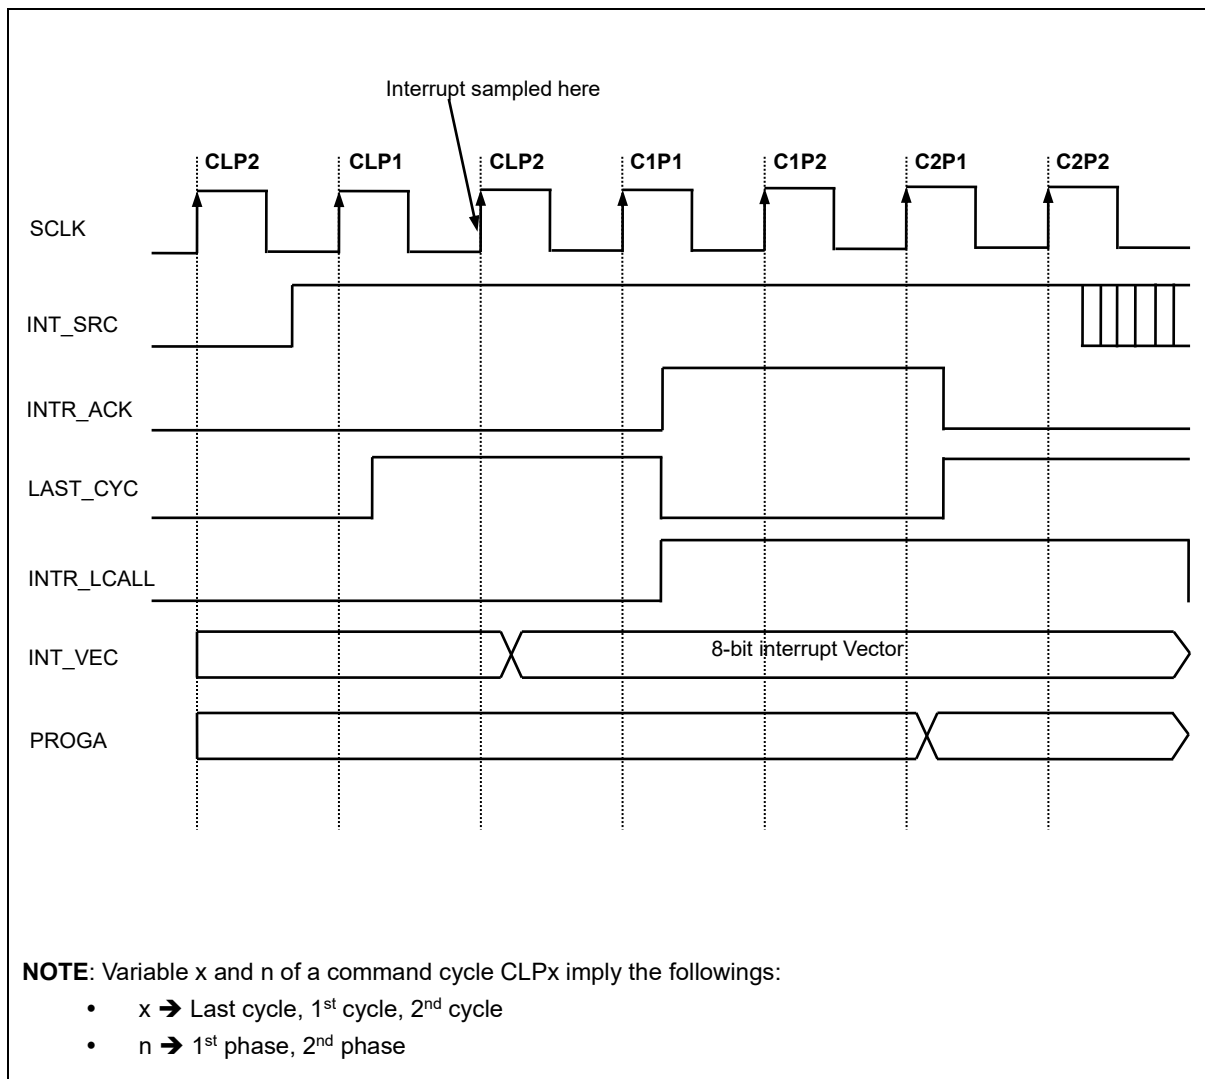 Interrupt sampled here
CLP2 CLP1 CLP2 C1P1 C1P2 C2P1 C2P2
SCLK
INT_SRC
INTR_ACK
LAST_CYC
INTR_LCALL
INT_VEC 8-bit interrupt Vector
PROGA
NOTE: Variable x and n of a command cycle CLPx imply the followings:
• x ➔ Last cycle, 1st cycle, 2nd cycle
• n ➔ 1st phase, 2nd phase